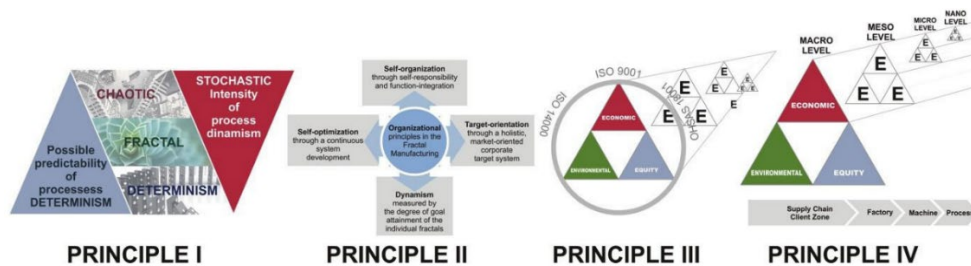 CHAOTIC
FRACTAL
DETERMINISM
Possible
predictability
of
processess
DETERMINISM
STOCHASTIC
Intensity
of
process
dinamism
PRINCIPLE I
Self-organization
through self-responsibility
and function-integration
Self-optimization
through a continuous
system
development
Organizational
principles in the
Fractal
Manufacturing
Target-orientation
through a holistic,
market-oriented
corporate
target system
Dynamism
measured by
the degree of goal
attainment of the
individual fractals
PRINCIPLE II
ISO 9001
ISO 14000
OHSAS 18001
ECONOMIC
ENVIRONMENTAL
EQUITY
E
E
E
E
E
E
E
PRINCIPLE III
MACRO
LEVEL
MESO
LEVEL
MICRO
LEVEL
NANO
LEVEL
ECONOMIC
ENVIRONMENTAL
EQUITY
E
E
E
E
E
E
Supply Chain
Client Zone
Factory
Machine
Process
PRINCIPLE IV